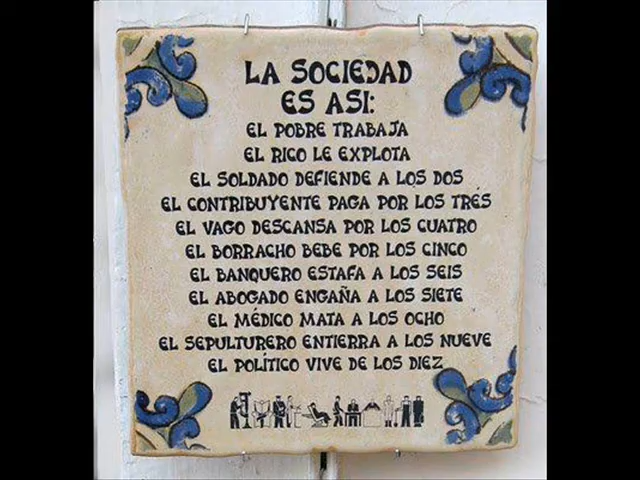 LA SOCIEDAD
ES ASI:
EL POBRE TRABAJA
EL RICO LE EXPLOTA
EL SOLDADO DEFIENDE A LOS DOS
EL CONTRIBUYENTE PAGA POR LOS TRÉS
EL VAGO DESCANSA POR LOS CUATRO
EL BORRACHO BEBE POR LOS CINCO
EL BANQUERO ESTAFA A LOS SEIS
EL ABOGADO ENGAÑA A LOS SIETE
EL MÉDICO MATA A LOS OCHO
EL SEPULTURERO ENTIERRA A LOS NUEVE
EL POLÍTICO VIVE DE LOS DIEZ